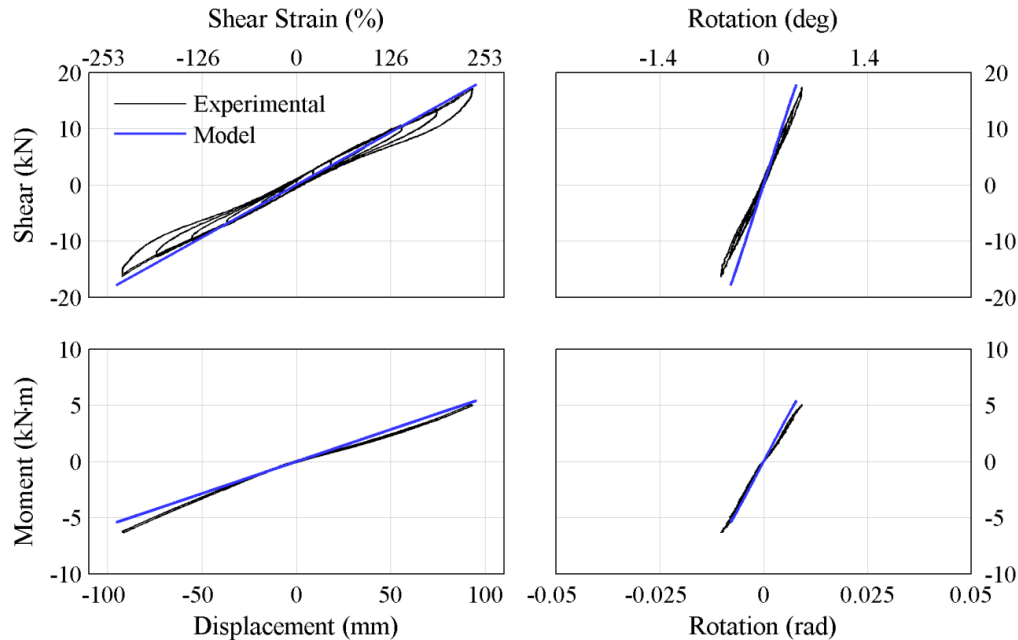 Shear Strain (%)
Rotation (deg)
-253 -126 0 126 253
-1.4 0 1.4
20 10 0 -10 -20
Shear (kN)
Experimental
Model
20 10 0 -10 -20
10 5 0 -5 -10
Moment (kN·m)
10 5 0 -5 -10
-100 -50 0 50 100
-0.05 -0.025 0 0.025 0.05
Displacement (mm)
Rotation (rad)